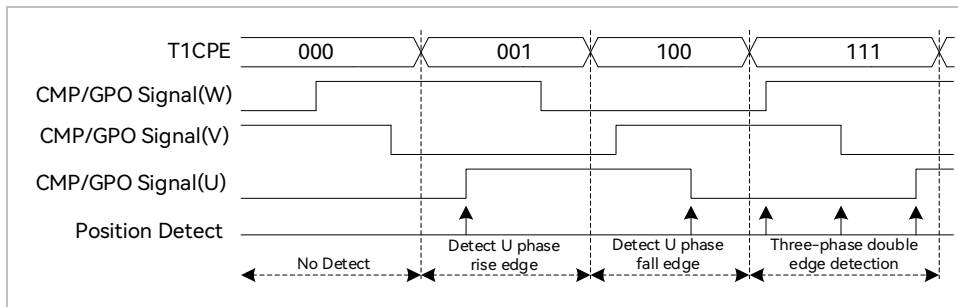 T1CPE 000 001 100 111
CMP/GPO Signal(W)
CMP/GPO Signal(V)
CMP/GPO Signal(U)
Position Detect
No Detect
Detect U phase
rise edge
Detect U phase
fall edge
Three-phase double
edge detection